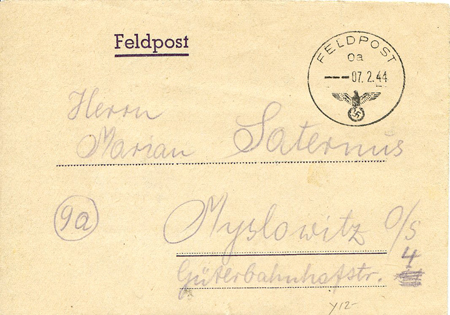 Feldpost
FELDPOST
a
--- 07.2.44
Herrn
Marian Saternus
9a
Myslowitz O/S
Güterbahnhofstr. 4
y12-